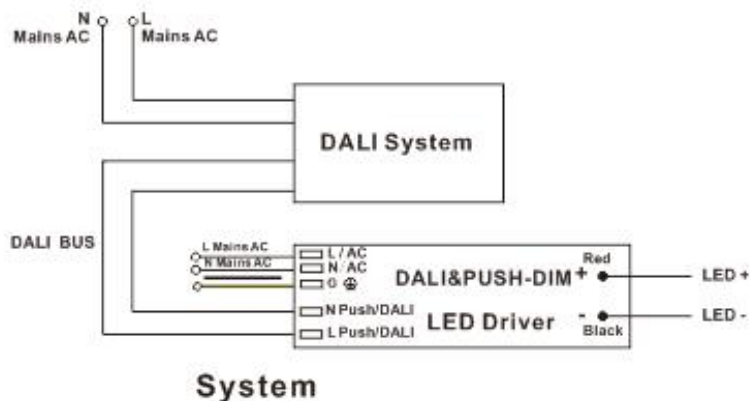 N
L
Mains AC
Mains AC
DALI System
DALI BUS
L Mains AC
N Mains AC
L / AC
N / AC
G
N Push/DALI
L Push/DALI
DALI&PUSH-DIM
LED Driver
Red
+
-
Black
LED +
LED -
System